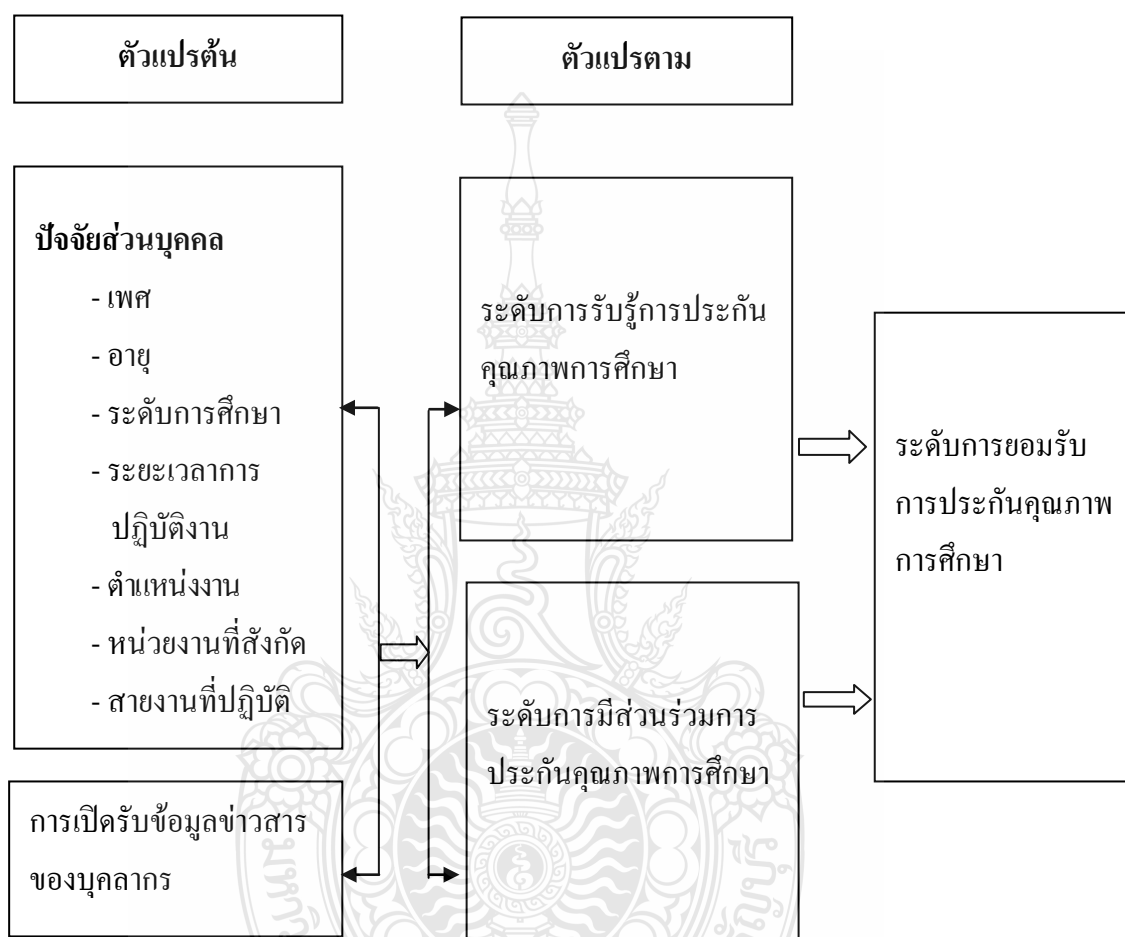 ตัวแปรต้น
ตัวแปรตาม
ปัจจัยส่วนบุคคล
- เพศ
- อายุ
- ระดับการศึกษา
- ระยะเวลาการ
ปฏิบัติงาน
- ตำแหน่งงาน
- หน่วยงานที่สังกัด
- สายงานที่ปฏิบัติ
การเปิดรับข้อมูลข่าวสาร
ของบุคลากร
ระดับการรับรู้การประกัน
คุณภาพการศึกษา
ระดับการมีส่วนร่วมการ
ประกันคุณภาพการศึกษา
ระดับการยอมรับ
การประกันคุณภาพ
การศึกษา